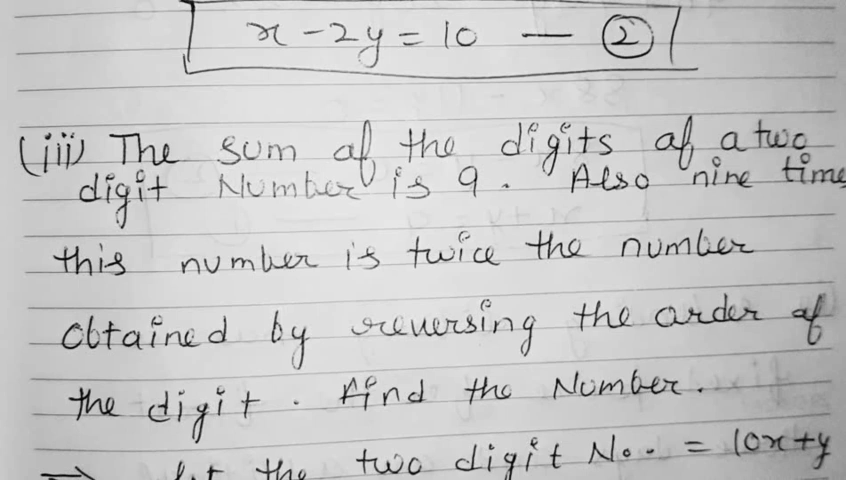 x - 2y = 10 — ②
(iii) The sum of the digits of a two
digit Number is 9. Also nine time
this number is twice the number
obtained by reversing the order of
the digit. Find the Number.
⇒ let the two digit No. = 10x+y